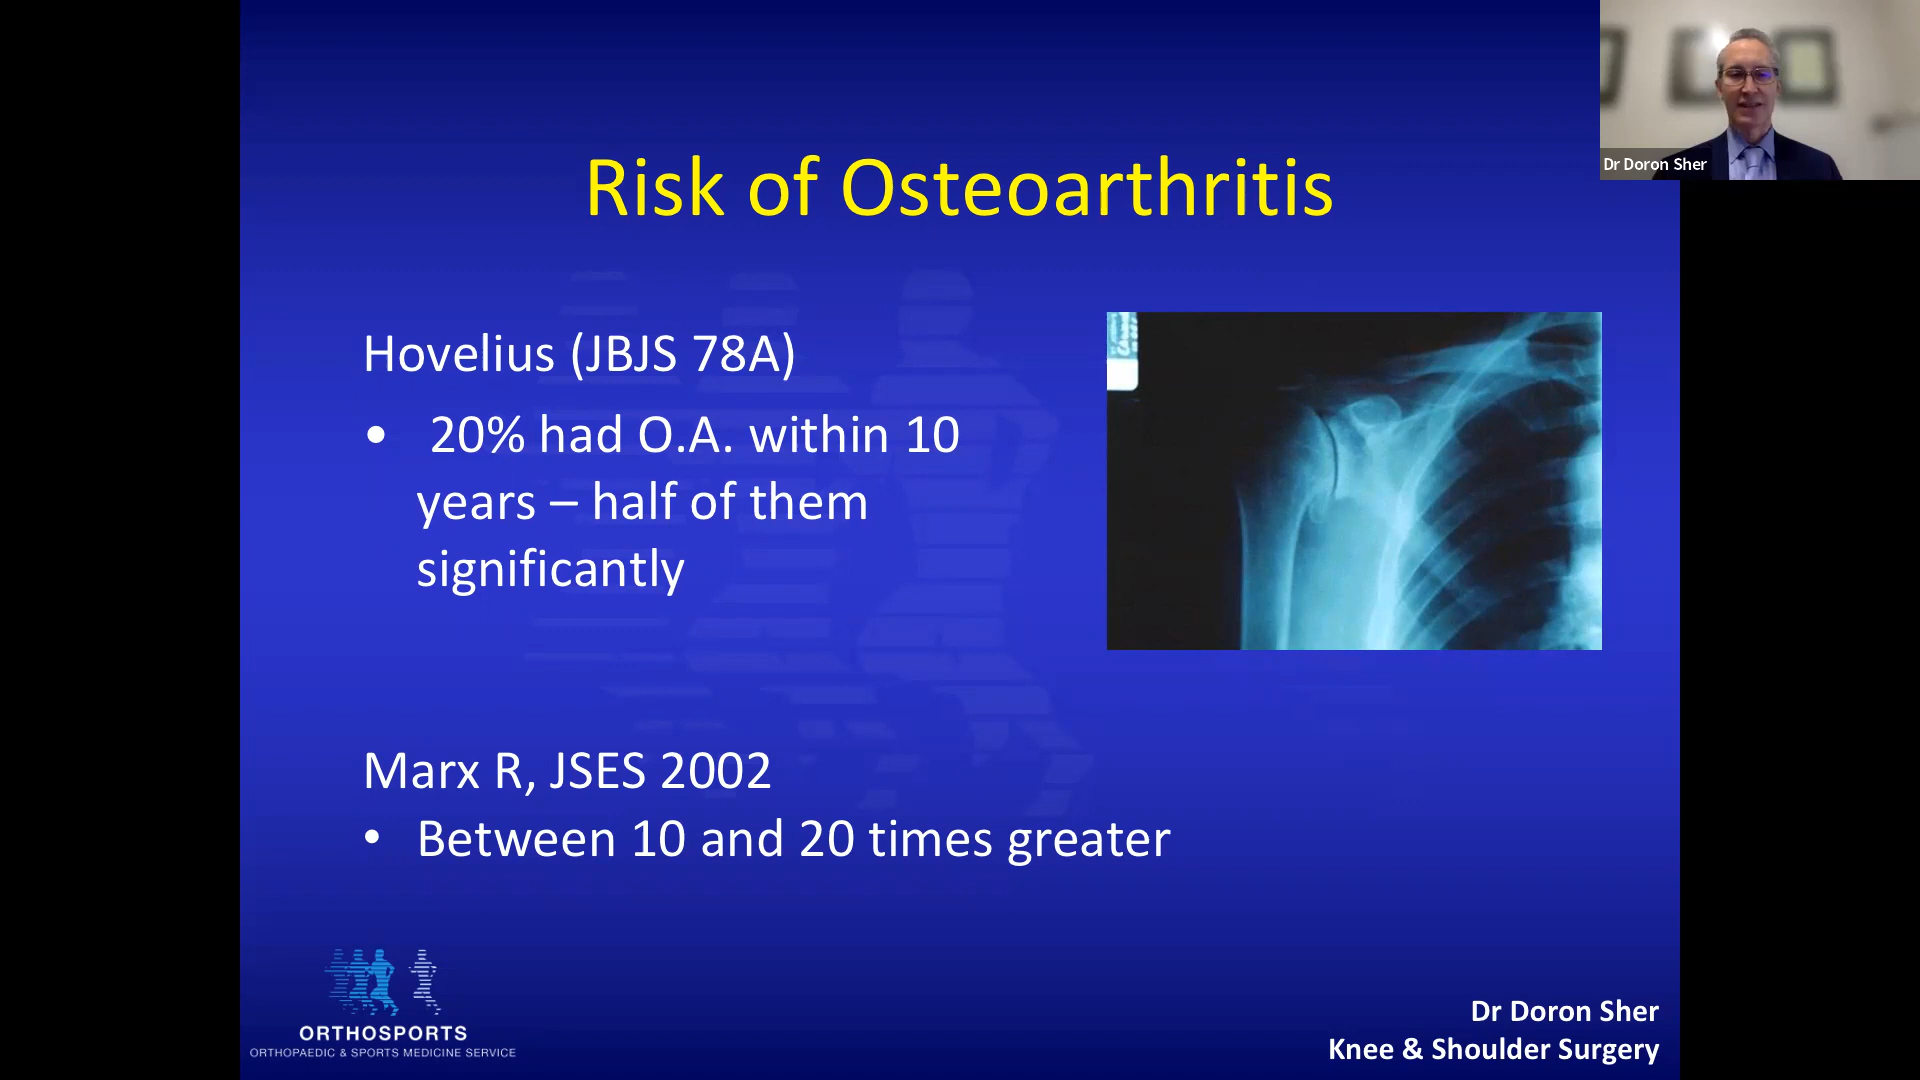 Dr Doron Sher
Risk of Osteoarthritis
Hovelius (JBJS 78A)
• 20% had O.A. within 10
years – half of them
significantly
Marx R, JSES 2002
• Between 10 and 20 times greater
ORTHOSPORTS
ORTHOPAEDIC & SPORTS MEDICINE SERVICE
Dr Doron Sher
Knee & Shoulder Surgery